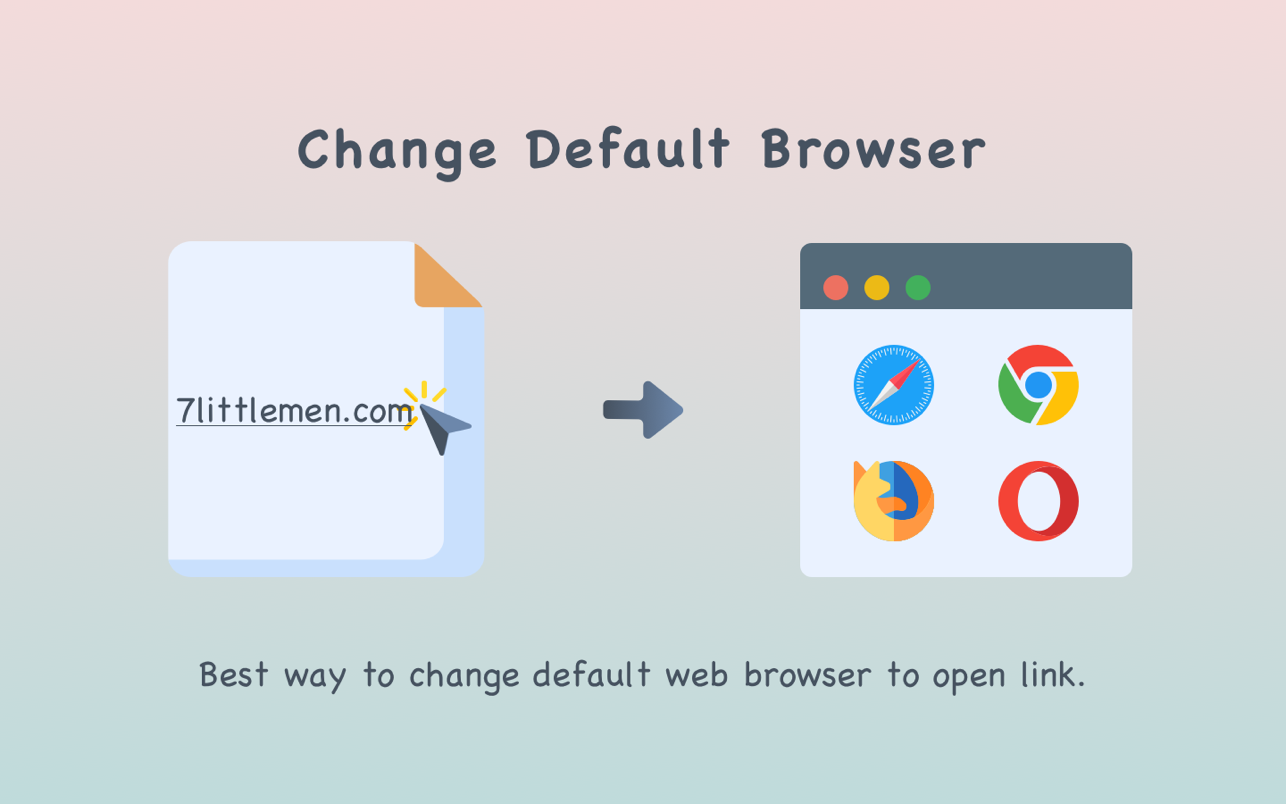 Change Default Browser
7littlemen.com
Best way to change default web browser to open link.